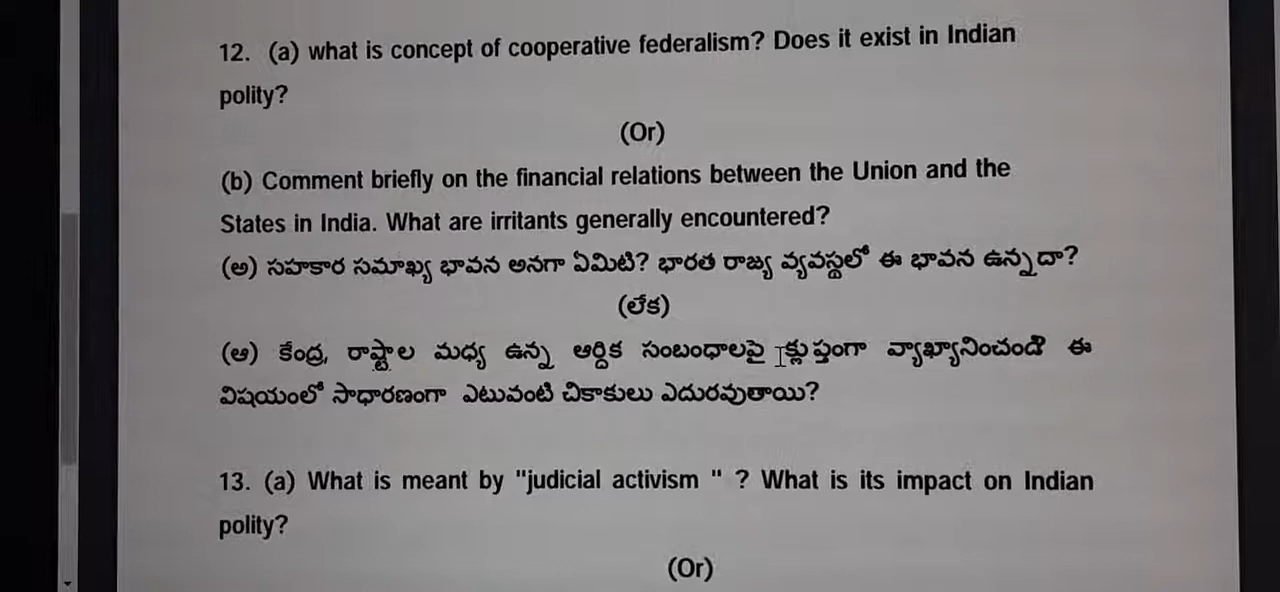 12. (a) what is concept of cooperative federalism? Does it exist in Indian
polity?
(Or)
(b) Comment briefly on the financial relations between the Union and the
States in India. What are irritants generally encountered?
(అ) సహకార సమాఖ్య భావన అనగా ఏమిటి? భారత రాజ్య వ్యవస్థలో ఈ భావన ఉన్నదా?
(లేక)
(ఆ) కేంద్ర, రాష్ట్రాల మధ్య ఉన్న ఆర్థిక సంబంధాలపై క్లుప్తంగా వ్యాఖ్యానించండి ఈ
విషయంలో సాధారణంగా ఎటువంటి చికాకులు ఎదురవుతాయి?
13. (a) What is meant by "judicial activism " ? What is its impact on Indian
polity?
(Or)